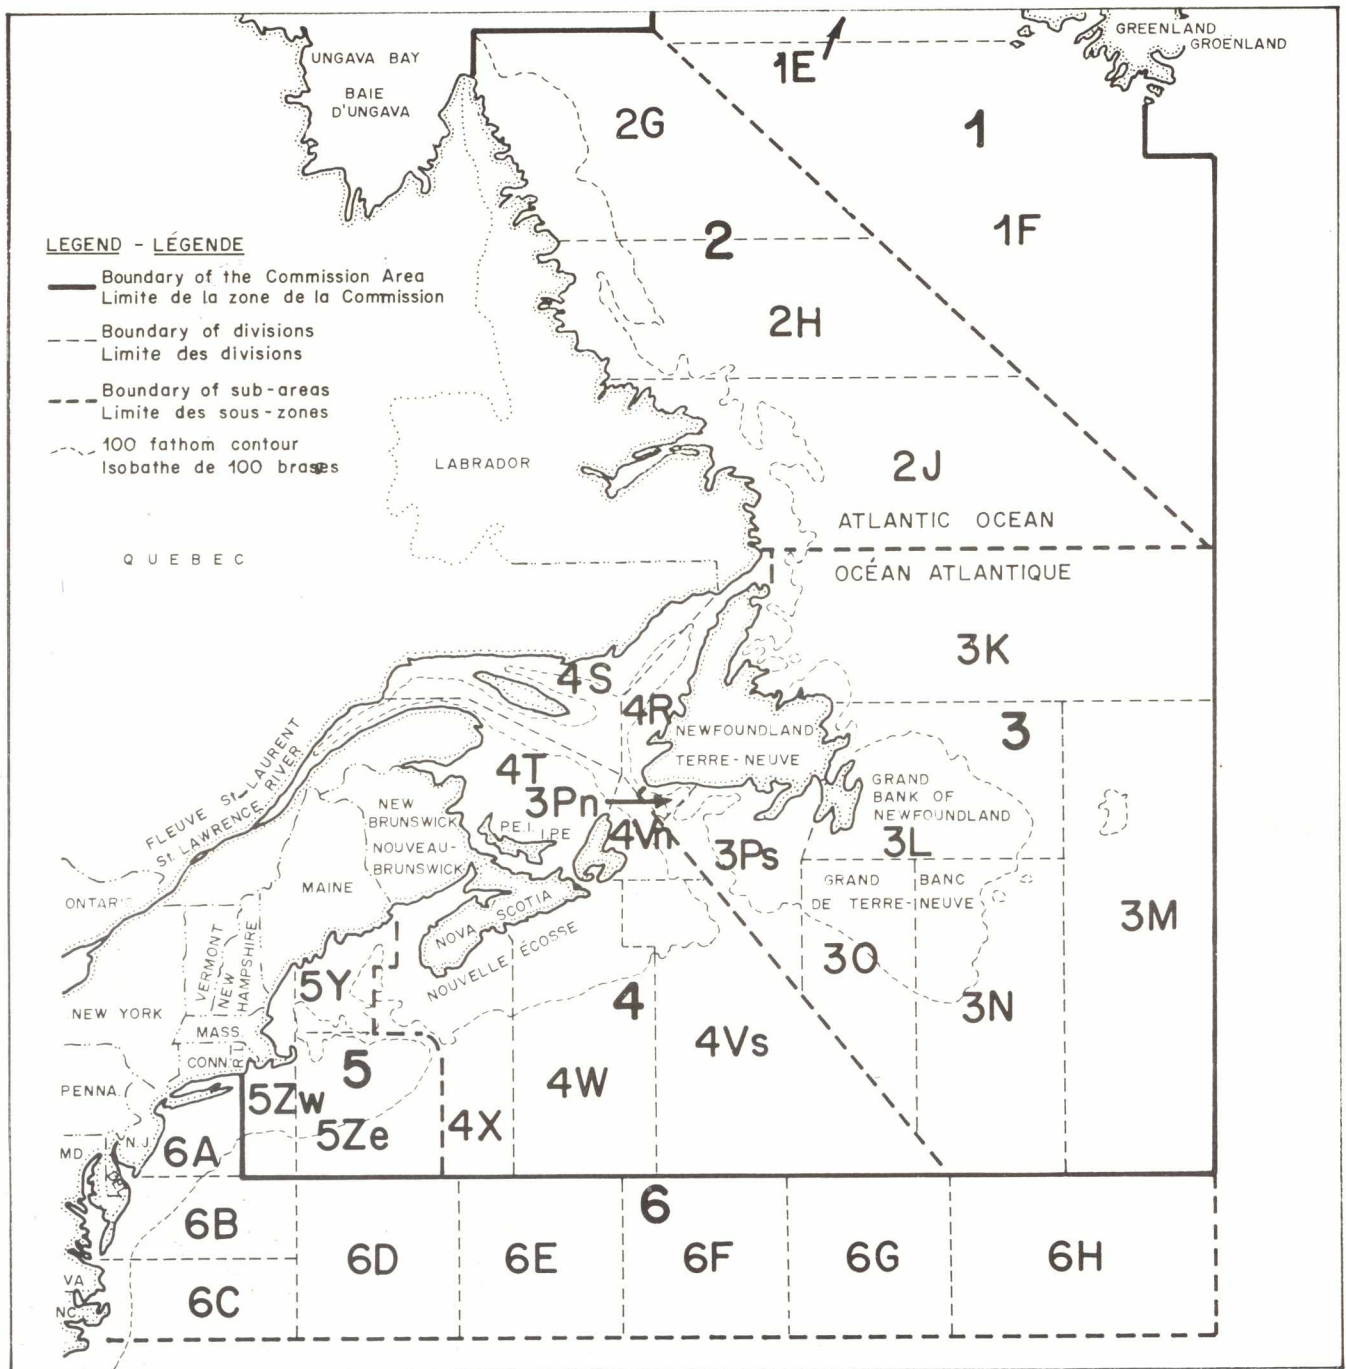 GREENLAND
GROENLAND
UNGAVA BAY
BAIE
D'UNGAVA
1E
2G
1
1F
2
2H
LEGEND - LÉGENDE
Boundary of the Commission Area
Limite de la zone de la Commission
Boundary of divisions
Limite des divisions
Boundary of sub-areas
Limite des sous-zones
100 fathom contour
Isobathe de 100 brases
LABRADOR
2J
ATLANTIC OCEAN
QUEBEC
OCÉAN ATLANTIQUE
3K
4S
4R
3
NEWFOUNDLAND
TERRE-NEUVE
FLEUVE St-LAURENT
St. LAWRENCE RIVER
4T
3Pn
GRAND
BANK OF
NEWFOUNDLAND
NEW
BRUNSWICK
NOUVEAU-
BRUNSWICK
P.E.I.
I.P.E
4Vn
3Ps
3L
MAINE
GRAND BANC
DE TERRE-NEUVE
ONTARIO
NOVA SCOTIA
NOUVELLE ÉCOSSE
3M
VERMONT
NEW
HAMPSHIRE
5Y
3O
3N
4
NEW YORK
MASS.
CONN.
R.I.
5
4Vs
4W
PENNA.
5Zw
5Ze
4X
MD.
N.J.
6A
DEL
6
6B
6D
6E
6F
6G
6H
VA
6C
NC